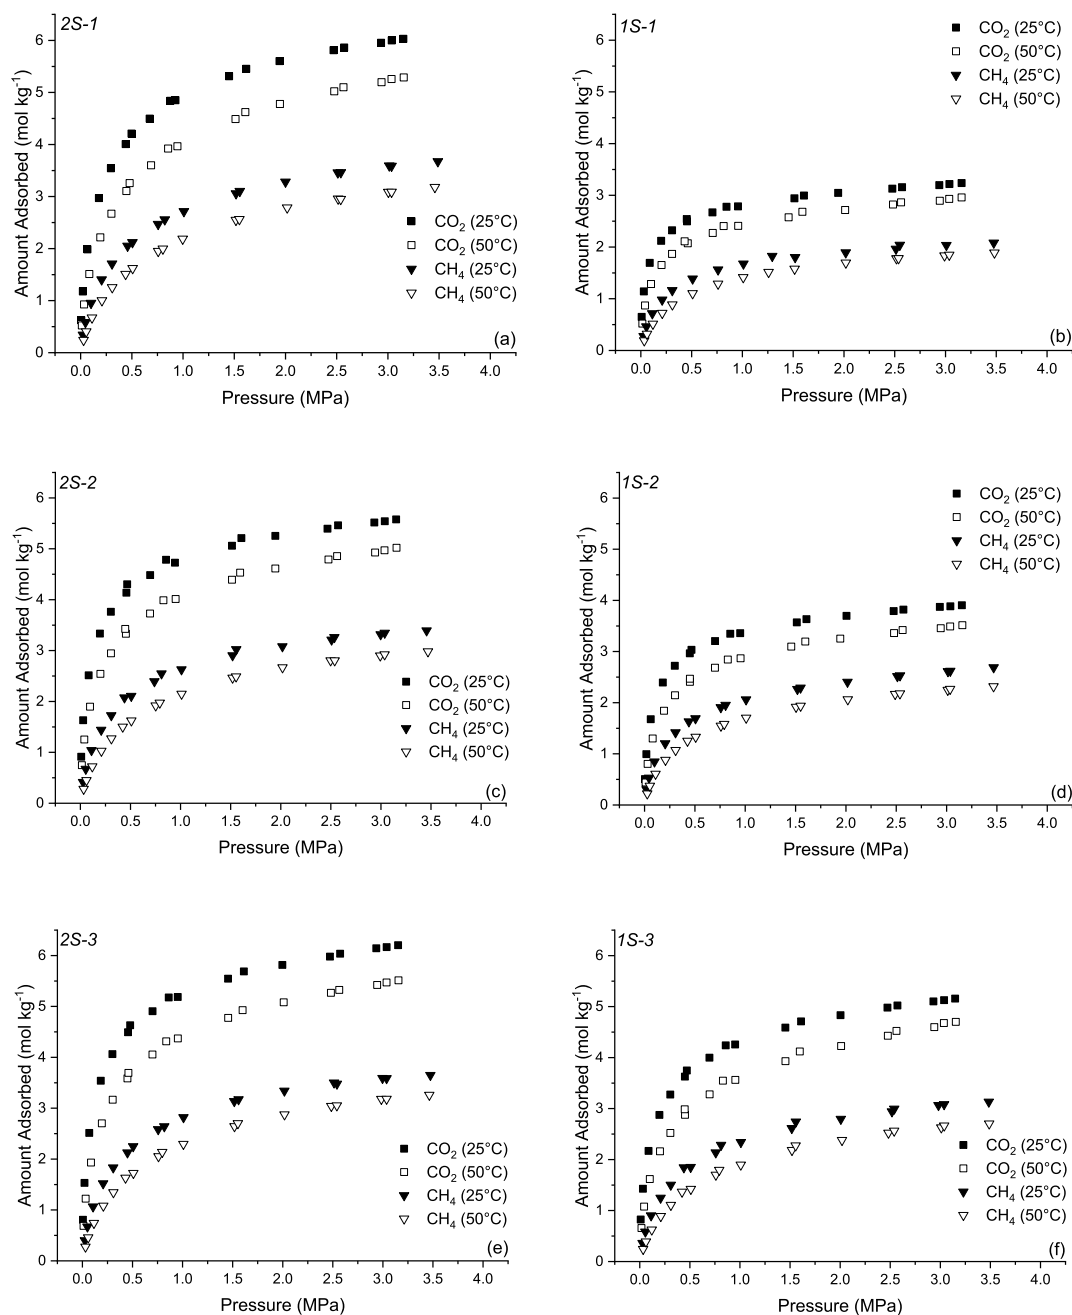 2S-1
Amount Adsorbed (mol kg⁻¹)
6
5
4
3
2
1
0
CO₂ (25°C)
CO₂ (50°C)
CH₄ (25°C)
CH₄ (50°C)
(a)
0.0 0.5 1.0 1.5 2.0 2.5 3.0 3.5 4.0
Pressure (MPa)
1S-1
Amount Adsorbed (mol kg⁻¹)
6
5
4
3
2
1
0
CO₂ (25°C)
CO₂ (50°C)
CH₄ (25°C)
CH₄ (50°C)
(b)
0.0 0.5 1.0 1.5 2.0 2.5 3.0 3.5 4.0
Pressure (MPa)
2S-2
Amount Adsorbed (mol kg⁻¹)
6
5
4
3
2
1
0
CO₂ (25°C)
CO₂ (50°C)
CH₄ (25°C)
CH₄ (50°C)
(c)
0.0 0.5 1.0 1.5 2.0 2.5 3.0 3.5 4.0
Pressure (MPa)
1S-2
Amount Adsorbed (mol kg⁻¹)
6
5
4
3
2
1
0
CO₂ (25°C)
CO₂ (50°C)
CH₄ (25°C)
CH₄ (50°C)
(d)
0.0 0.5 1.0 1.5 2.0 2.5 3.0 3.5 4.0
Pressure (MPa)
2S-3
Amount Adsorbed (mol kg⁻¹)
6
5
4
3
2
1
0
CO₂ (25°C)
CO₂ (50°C)
CH₄ (25°C)
CH₄ (50°C)
(e)
0.0 0.5 1.0 1.5 2.0 2.5 3.0 3.5 4.0
Pressure (MPa)
1S-3
Amount Adsorbed (mol kg⁻¹)
6
5
4
3
2
1
0
CO₂ (25°C)
CO₂ (50°C)
CH₄ (25°C)
CH₄ (50°C)
(f)
0.0 0.5 1.0 1.5 2.0 2.5 3.0 3.5 4.0
Pressure (MPa)